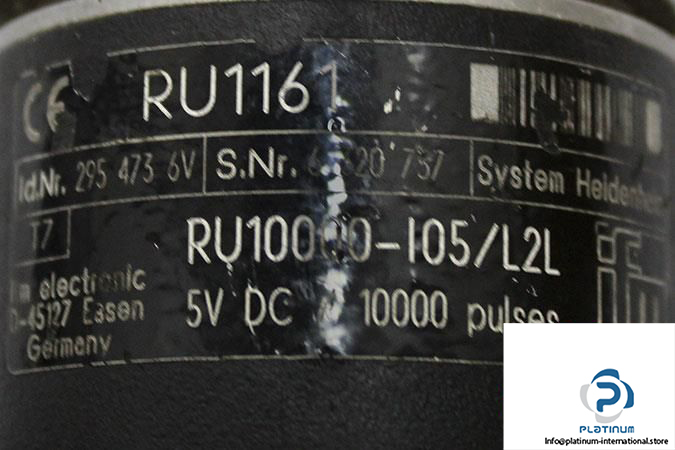 CE RU1161
Id.Nr. 295 473 6V S.Nr. 737 System
T7 RU10000-I05/L2L ifm
electronic 5V DC 10000 pulses
D-45127 Essen
Germany
PLATINUM
Info@platinum-international.store